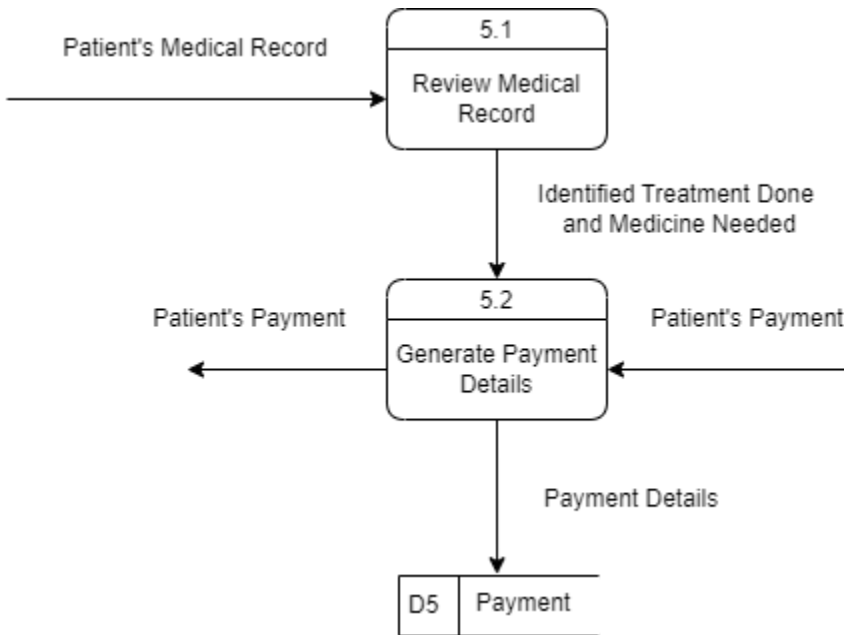 5.1
Patient's Medical Record
Review Medical
Record
Identified Treatment Done
and Medicine Needed
5.2
Patient's Payment
Patient's Payment
Generate Payment
Details
Payment Details
D5
Payment